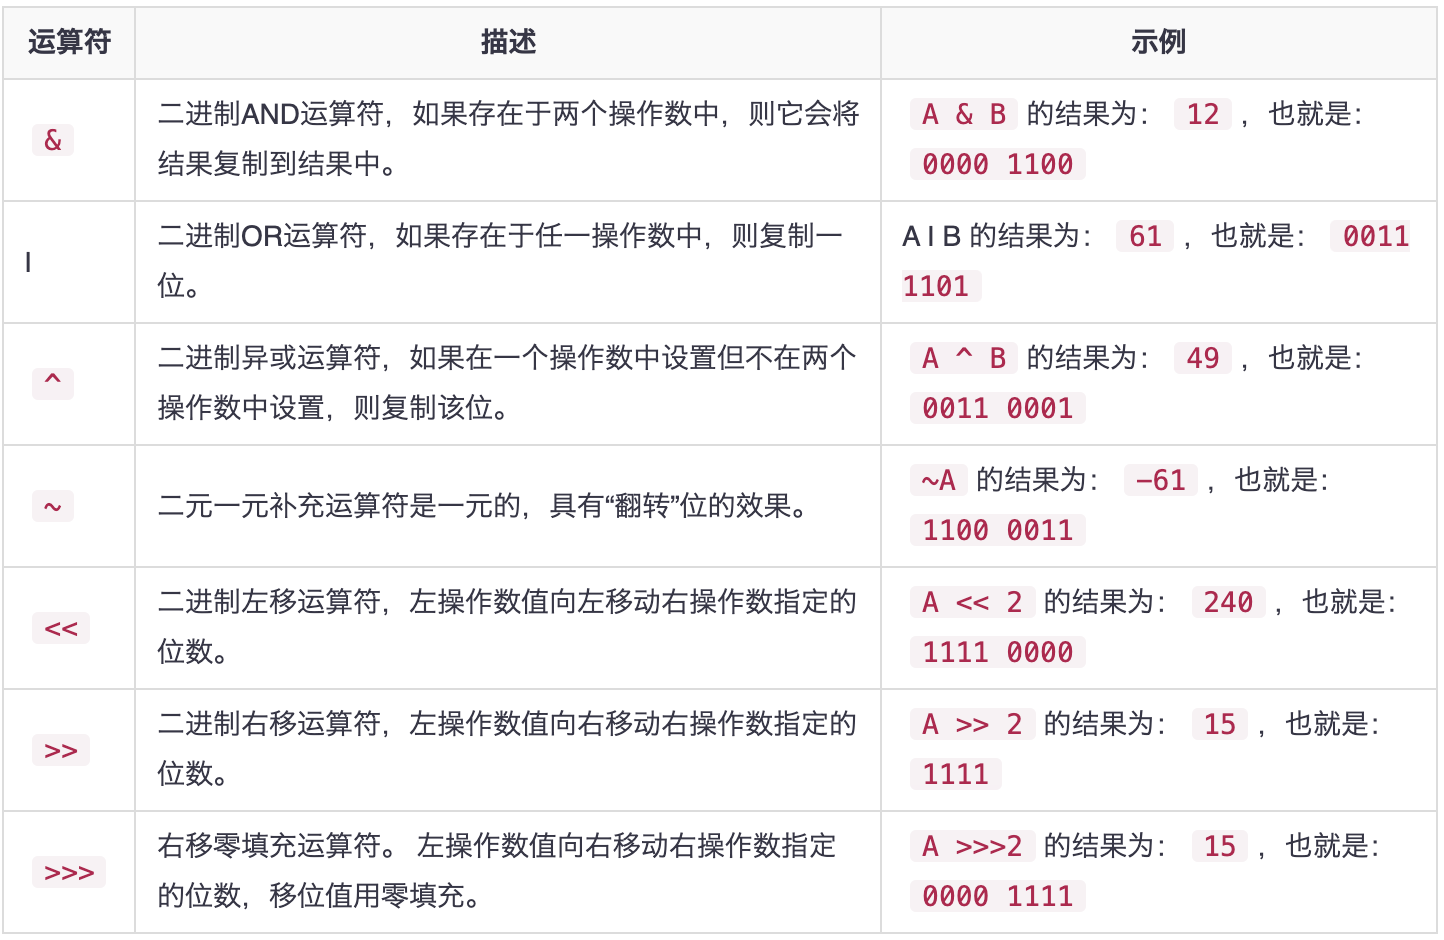 运算符 描述 示例
& 二进制AND运算符，如果存在于两个操作数中，则它会将 A & B 的结果为： 12 ，也就是：
结果复制到结果中。 0000 1100
| 二进制OR运算符，如果存在于任一操作数中，则复制一 A | B 的结果为： 61 ，也就是： 0011
位。 1101
^ 二进制异或运算符，如果在一个操作数中设置但不在两个 A ^ B 的结果为： 49 ，也就是：
操作数中设置，则复制该位。 0011 0001
~ 二元一元补充运算符是一元的，具有“翻转”位的效果。 ~A 的结果为： -61 ，也就是：
1100 0011
<< 二进制左移运算符，左操作数值向左移动右操作数指定的 A << 2 的结果为： 240 ，也就是：
位数。 1111 0000
>> 二进制右移运算符，左操作数值向右移动右操作数指定的 A >> 2 的结果为： 15 ，也就是：
位数。 1111
>>> 右移零填充运算符。 左操作数值向右移动右操作数指定 A >>>2 的结果为： 15 ，也就是：
的位数，移位值用零填充。 0000 1111